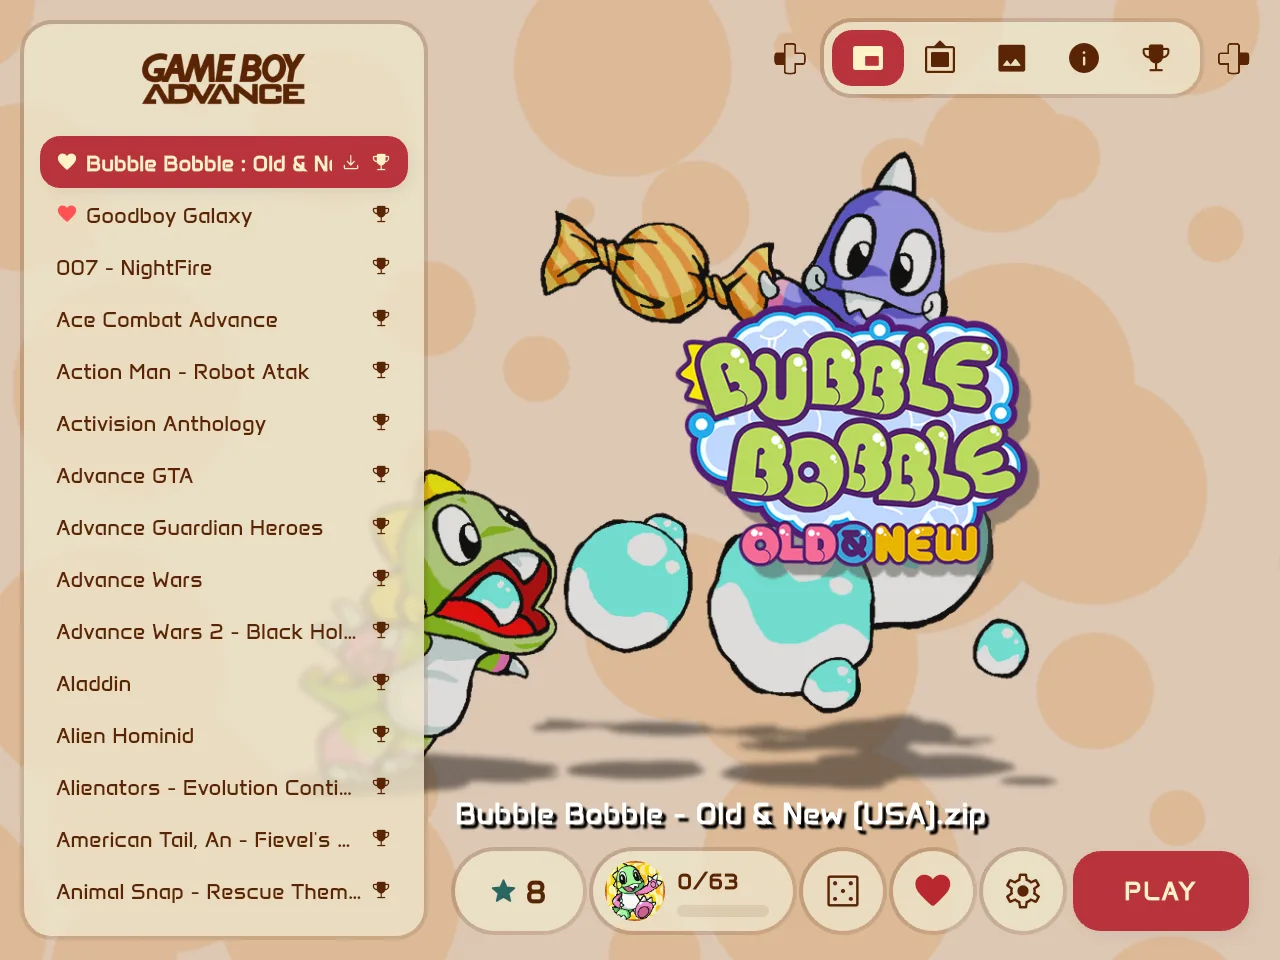 GAME BOY
ADVANCE
Bubble Bobble : Old & N
Goodboy Galaxy
007 - NightFire
Ace Combat Advance
Action Man - Robot Atak
Activision Anthology
Advance GTA
Advance Guardian Heroes
Advance Wars
Advance Wars 2 - Black Hol...
Aladdin
Alien Hominid
Alienators - Evolution Conti...
American Tail, An - Fievel's ...
Animal Snap - Rescue Them...
BUBBLE
BOBBLE
OLD & NEW
Bubble Bobble - Old & New (USA).zip
8
0/63
PLAY